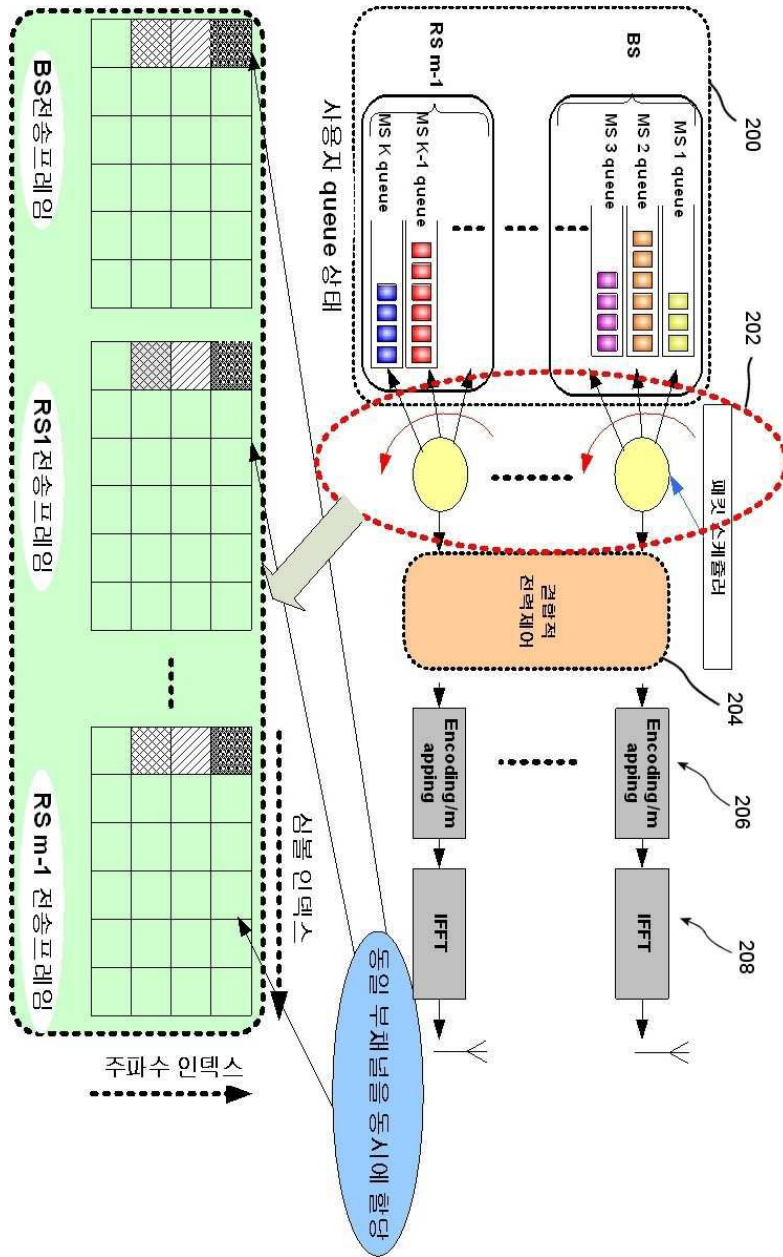 200
BS
MS 1 queue
MS 2 queue
MS 3 queue
RS m-1
MS K-1 queue
MS K queue
사용자 queue 상태
202
패킷 스케쥴러
결합적
전력제어
204
Encoding/m
apping
206
IFFT
208
Encoding/m
apping
IFFT
BS전송프레임
RS1전송프레임
RS m-1 전송프레임
심볼 인덱스
주파수 인덱스
동일 부채널을 동시에 할당